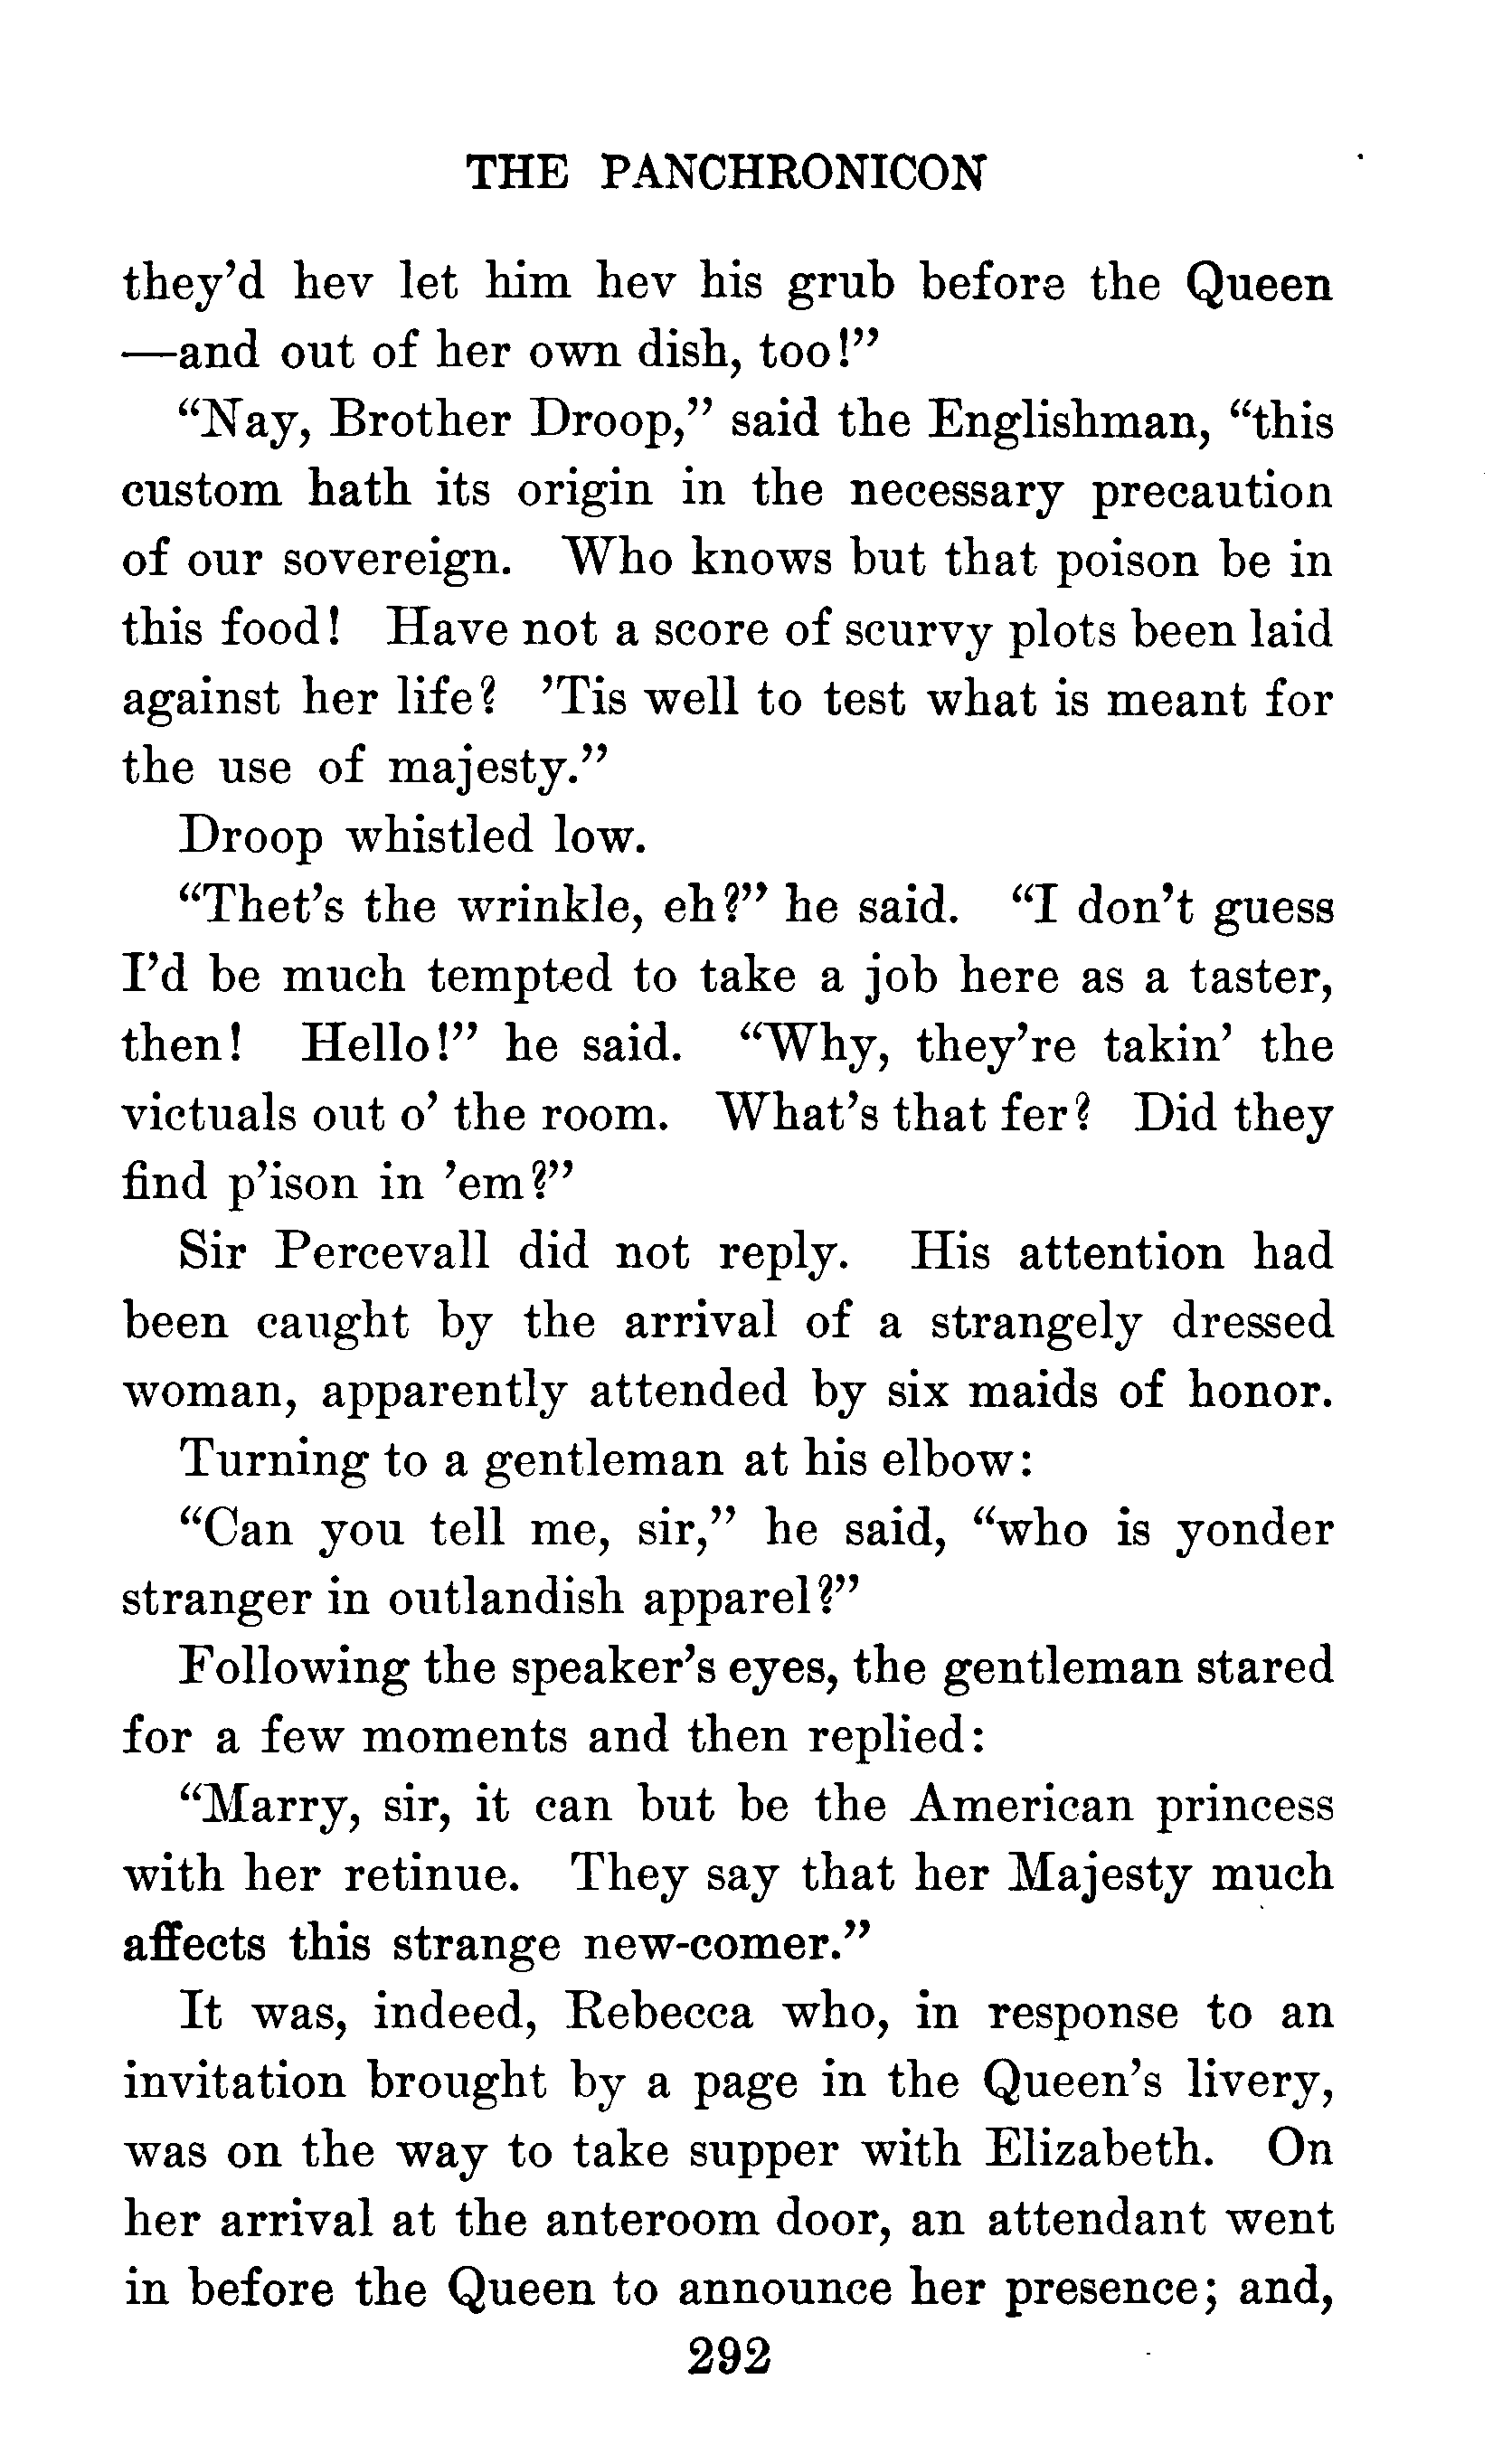 THE PANCHRONICON
they'd hev let him hev his grub before the Queen
—and out of her own dish, too!"
"Nay, Brother Droop," said the Englishman, "this
custom hath its origin in the necessary precaution
of our sovereign. Who knows but that poison be in
this food! Have not a score of scurvy plots been laid
against her life? 'Tis well to test what is meant for
the use of majesty."
Droop whistled low.
"Thet's the wrinkle, eh?" he said. "I don't guess
I'd be much tempted to take a job here as a taster,
then! Hello!" he said. "Why, they're takin' the
victuals out o' the room. What's that fer? Did they
find p'ison in 'em?"
Sir Percevall did not reply. His attention had
been caught by the arrival of a strangely dressed
woman, apparently attended by six maids of honor.
Turning to a gentleman at his elbow:
"Can you tell me, sir," he said, "who is yonder
stranger in outlandish apparel?"
Following the speaker's eyes, the gentleman stared
for a few moments and then replied:
"Marry, sir, it can but be the American princess
with her retinue. They say that her Majesty much
affects this strange new-comer."
It was, indeed, Rebecca who, in response to an
invitation brought by a page in the Queen's livery,
was on the way to take supper with Elizabeth. On
her arrival at the anteroom door, an attendant went
in before the Queen to announce her presence; and,
292